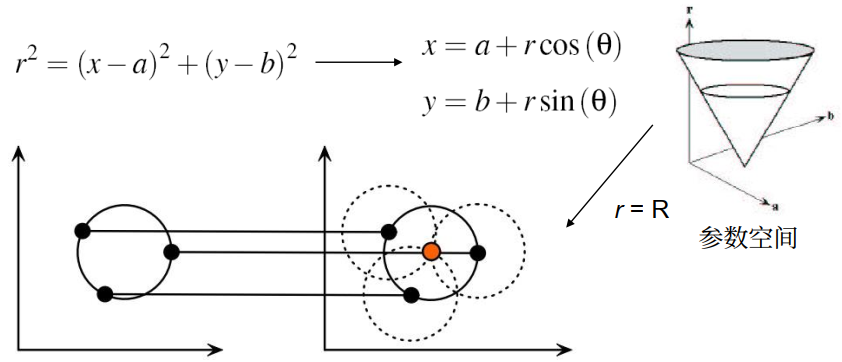 r² = (x − a)² + (y − b)²
x = a + r cos (θ)
y = b + r sin (θ)
r
b
a
r = R
参数空间